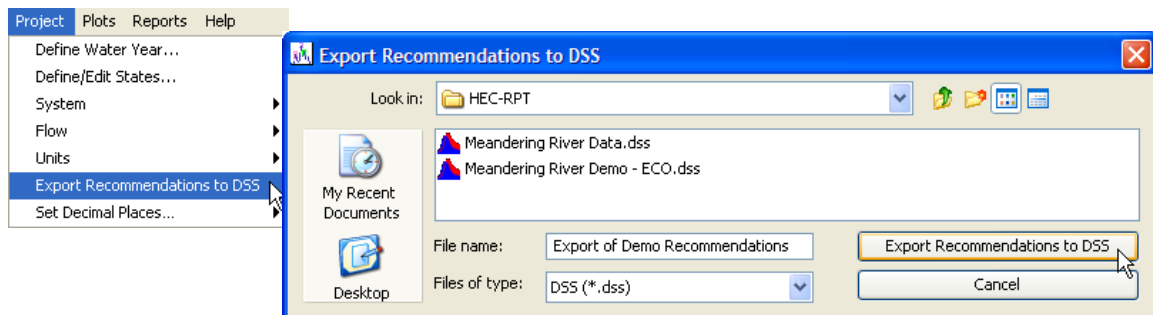 Project Plots Reports Help
Define Water Year...
Define/Edit States...
System
Flow
Units
Export Recommendations to DSS
Set Decimal Places...
Export Recommendations to DSS
Look in: HEC-RPT
Meandering River Data.dss
Meandering River Demo - ECO.dss
My Recent
Documents
Desktop
File name: Export of Demo Recommendations Export Recommendations to DSS
Files of type: DSS (*.dss) Cancel